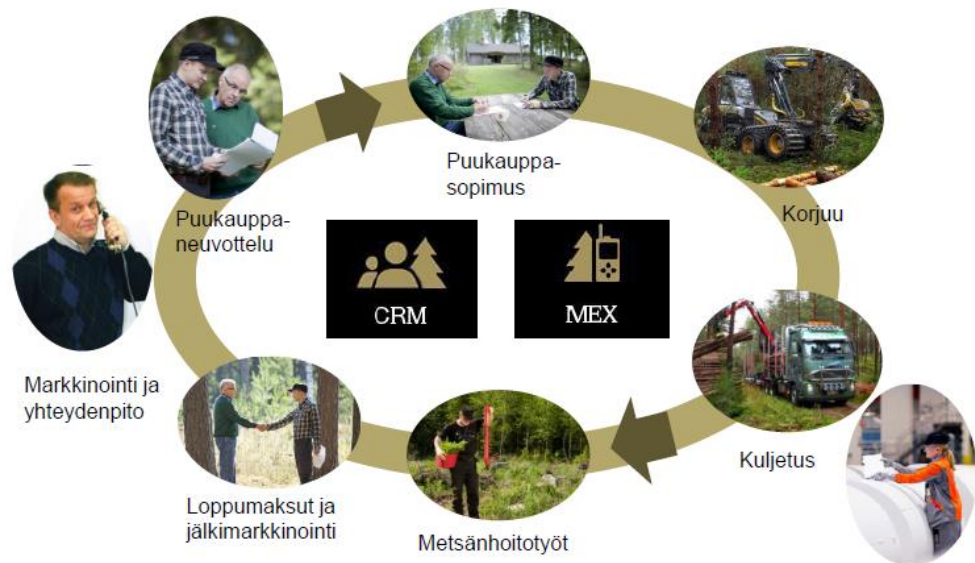 Markkinointi ja
yhteydenpito
Puukauppa-
neuvottelu
Puukauppa-
sopimus
Korjuu
Kuljetus
Metsänhoitotyöt
Loppumaksut ja
jälkimarkkinointi
CRM
MEX